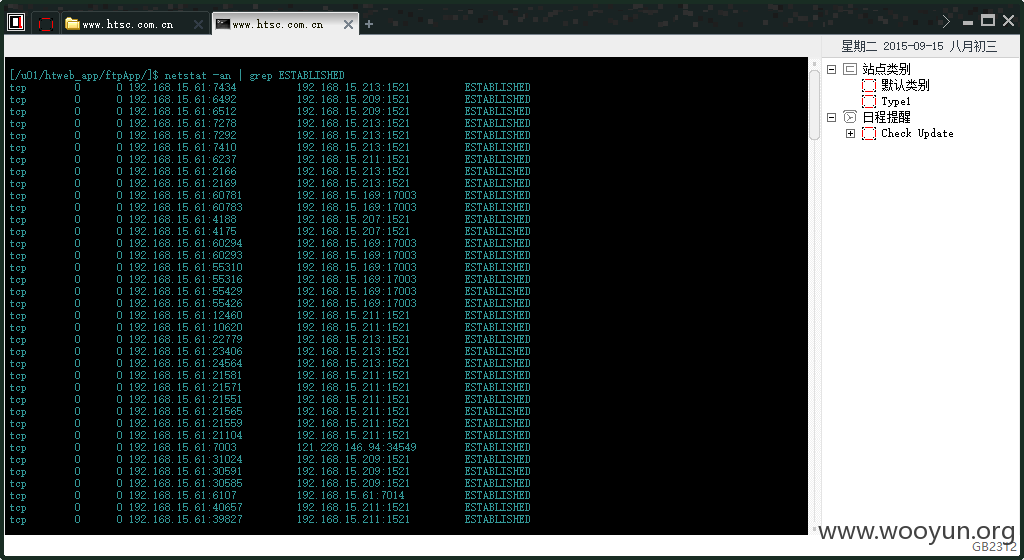 www.htsc.com.cn
www.htsc.com.cn
星期二 2015-09-15 八月初三
[/u01/htweb_app/ftpApp/]$ netstat -an | grep ESTABLISHED
tcp 0 0 192.168.15.61:7434 192.168.15.213:1521 ESTABLISHED
tcp 0 0 192.168.15.61:6492 192.168.15.209:1521 ESTABLISHED
tcp 0 0 192.168.15.61:6512 192.168.15.209:1521 ESTABLISHED
tcp 0 0 192.168.15.61:7278 192.168.15.213:1521 ESTABLISHED
tcp 0 0 192.168.15.61:7292 192.168.15.213:1521 ESTABLISHED
tcp 0 0 192.168.15.61:7410 192.168.15.213:1521 ESTABLISHED
tcp 0 0 192.168.15.61:6237 192.168.15.211:1521 ESTABLISHED
tcp 0 0 192.168.15.61:2166 192.168.15.213:1521 ESTABLISHED
tcp 0 0 192.168.15.61:2169 192.168.15.213:1521 ESTABLISHED
tcp 0 0 192.168.15.61:60781 192.168.15.169:17003 ESTABLISHED
tcp 0 0 192.168.15.61:60783 192.168.15.169:17003 ESTABLISHED
tcp 0 0 192.168.15.61:4188 192.168.15.207:1521 ESTABLISHED
tcp 0 0 192.168.15.61:4175 192.168.15.207:1521 ESTABLISHED
tcp 0 0 192.168.15.61:60294 192.168.15.169:17003 ESTABLISHED
tcp 0 0 192.168.15.61:60293 192.168.15.169:17003 ESTABLISHED
tcp 0 0 192.168.15.61:55310 192.168.15.169:17003 ESTABLISHED
tcp 0 0 192.168.15.61:55316 192.168.15.169:17003 ESTABLISHED
tcp 0 0 192.168.15.61:55429 192.168.15.169:17003 ESTABLISHED
tcp 0 0 192.168.15.61:55426 192.168.15.169:17003 ESTABLISHED
tcp 0 0 192.168.15.61:12460 192.168.15.211:1521 ESTABLISHED
tcp 0 0 192.168.15.61:10620 192.168.15.211:1521 ESTABLISHED
tcp 0 0 192.168.15.61:22779 192.168.15.213:1521 ESTABLISHED
tcp 0 0 192.168.15.61:23406 192.168.15.213:1521 ESTABLISHED
tcp 0 0 192.168.15.61:24564 192.168.15.213:1521 ESTABLISHED
tcp 0 0 192.168.15.61:21581 192.168.15.211:1521 ESTABLISHED
tcp 0 0 192.168.15.61:21571 192.168.15.211:1521 ESTABLISHED
tcp 0 0 192.168.15.61:21551 192.168.15.211:1521 ESTABLISHED
tcp 0 0 192.168.15.61:21565 192.168.15.211:1521 ESTABLISHED
tcp 0 0 192.168.15.61:21559 192.168.15.211:1521 ESTABLISHED
tcp 0 0 192.168.15.61:21104 192.168.15.211:1521 ESTABLISHED
tcp 0 0 192.168.15.61:7003 121.228.146.94:34549 ESTABLISHED
tcp 0 0 192.168.15.61:31024 192.168.15.209:1521 ESTABLISHED
tcp 0 0 192.168.15.61:30591 192.168.15.209:1521 ESTABLISHED
tcp 0 0 192.168.15.61:30585 192.168.15.209:1521 ESTABLISHED
tcp 0 0 192.168.15.61:6107 192.168.15.61:7014 ESTABLISHED
tcp 0 0 192.168.15.61:40657 192.168.15.211:1521 ESTABLISHED
tcp 0 0 192.168.15.61:39827 192.168.15.211:1521 ESTABLISHED
站点类别
默认类别
Type1
日程提醒
Check Update
www.wooyun.org
GB2312